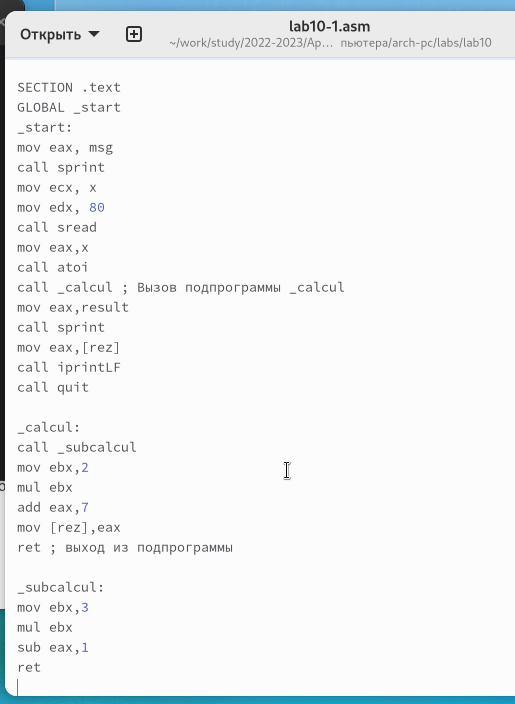 Открыть
lab10-1.asm
~/work/study/2022-2023/Ap... пьютера/arch-pc/labs/lab10
SECTION .text
GLOBAL _start
_start:
mov eax, msg
call sprint
mov ecx, x
mov edx, 80
call sread
mov eax,x
call atoi
call _calcul ; Вызов подпрограммы _calcul
mov eax,result
call sprint
mov eax,[rez]
call iprintLF
call quit
_calcul:
call _subcalcul
mov ebx,2
mul ebx
add eax,7
mov [rez],eax
ret ; выход из подпрограммы
_subcalcul:
mov ebx,3
mul ebx
sub eax,1
ret